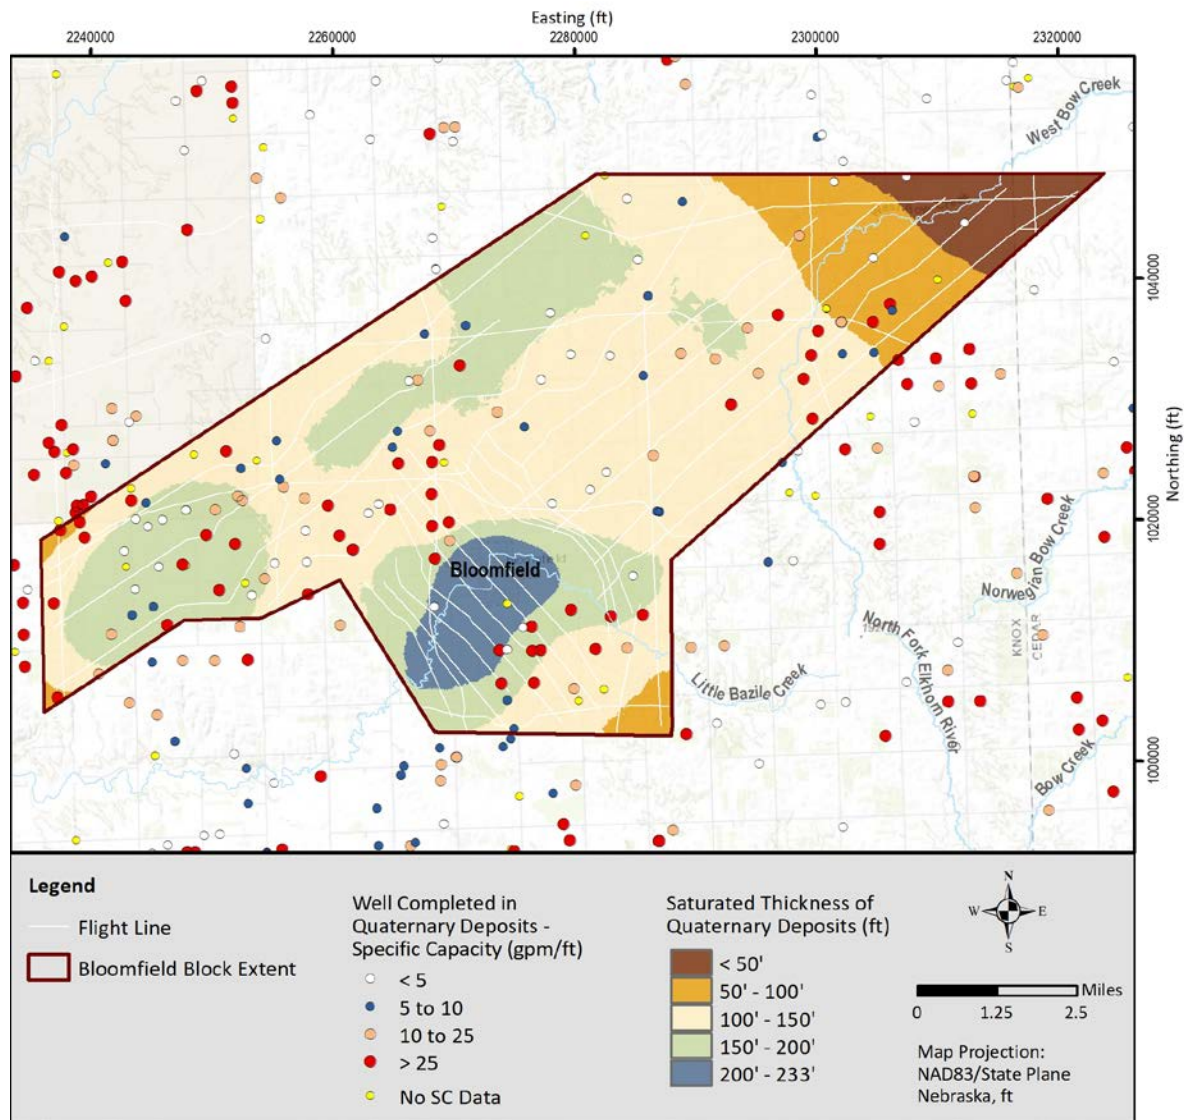 Easting (ft)
2240000
2260000
2280000
2300000
2320000
West Bow Creek
1040000
Northing (ft)
1020000
Bloomfield
Norwegian Bow Creek
North Fork Elkhorn River
KNOX
CEDAR
Little Bazile Creek
1000000
Bow Creek
Legend
Flight Line
Bloomfield Block Extent
Well Completed in
Quaternary Deposits -
Specific Capacity (gpm/ft)
< 5
5 to 10
10 to 25
> 25
No SC Data
Saturated Thickness of
Quaternary Deposits (ft)
< 50'
50' - 100'
100' - 150'
150' - 200'
200' - 233'
N
W
E
S
Miles
0
1.25
2.5
Map Projection:
NAD83/State Plane
Nebraska, ft